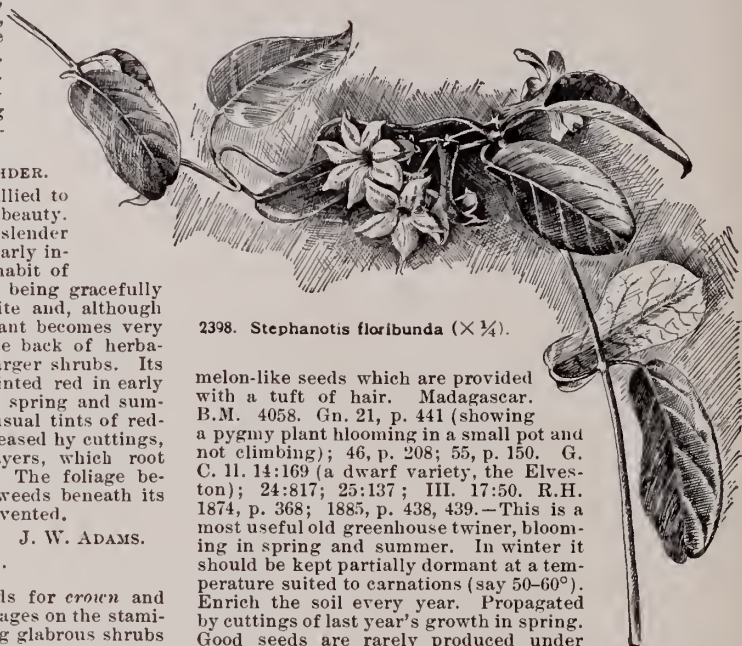 HDER.
llied to
beauty.
slender
arly in-
habit of
being gracefully
ite and, although
ant becomes very
e back of herba-
arger shrubs. Its
inted red in early
spring and sum-
usual tints of red-
eased hy cuttings,
yers, which root
The foliage be-
weeds beneath its
vented.
J. W. ADAMS.
ds for crown and
ages on the stami-
g glabrous shrubs
2398. Stephanotis floribunda (× ¼).
melon-like seeds which are provided
with a tuft of hair. Madagascar.
B.M. 4058. Gn. 21, p. 441 (showing
a pygmy plant hlooming in a small pot and
not climbing); 46, p. 208; 55, p. 150. G.
C. II. 14:169 (a dwarf variety, the Elves-
ton); 24:817; 25:137; III. 17:50. R.H.
1874, p. 368; 1885, p. 438, 439.—This is a
most useful old greenhouse twiner, bloom-
ing in spring and summer. In winter it
should be kept partially dormant at a tem-
perature suited to carnations (say 50-60°).
Enrich the soil every year. Propagated
by cuttings of last year's growth in spring.
Good seeds are rarely produced under